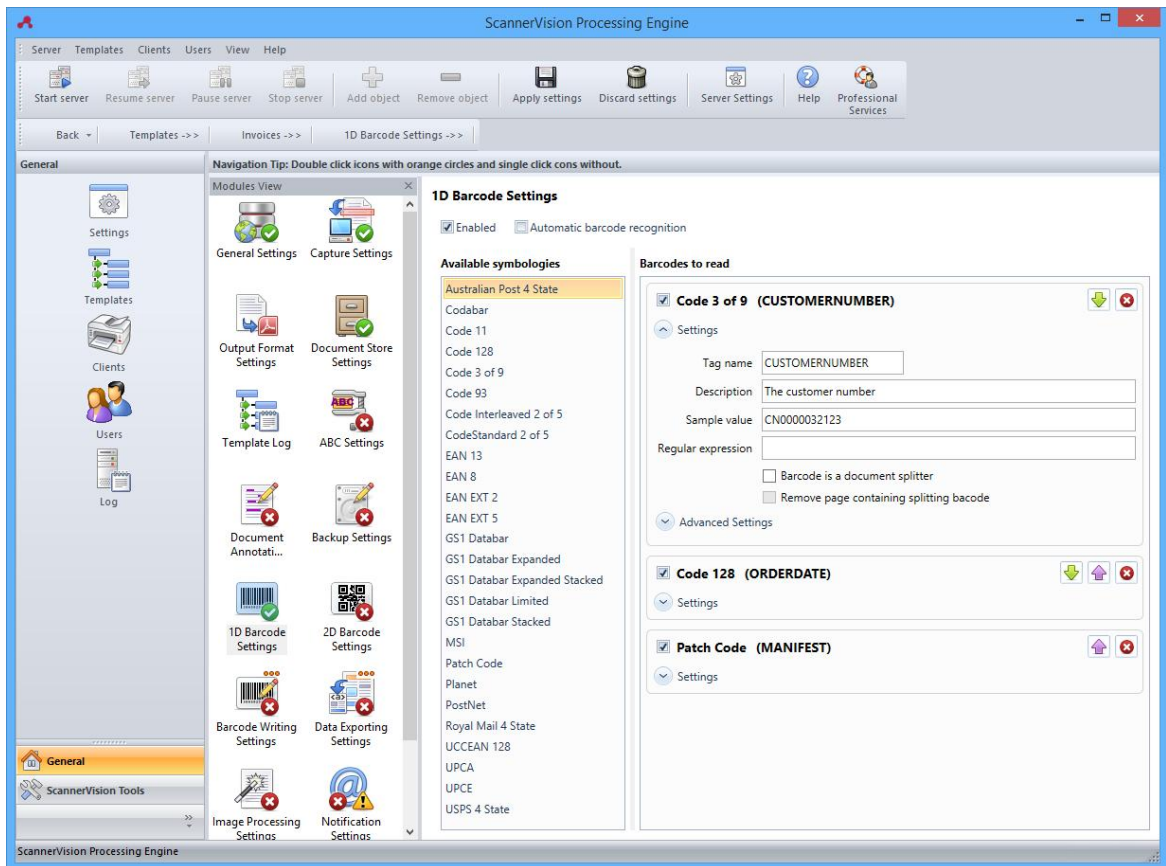 ScannerVision Processing Engine
Server Templates Clients Users View Help
Start server Resume server Pause server Stop server Add object Remove object Apply settings Discard settings Server Settings Help Professional Services
Back Templates ->> Invoices ->> 1D Barcode Settings ->>
General
Settings
Templates
Clients
Users
Log
General
ScannerVision Tools
Navigation Tip: Double click icons with orange circles and single click cons without.
Modules View
General Settings Capture Settings
Output Format Settings Document Store Settings
Template Log ABC Settings
Document Annotati... Backup Settings
1D Barcode Settings 2D Barcode Settings
Barcode Writing Settings Data Exporting Settings
Image Processing Settings Notification Settings
1D Barcode Settings
Enabled Automatic barcode recognition
Available symbologies
Australian Post 4 State
Codabar
Code 11
Code 128
Code 3 of 9
Code 93
Code Interleaved 2 of 5
CodeStandard 2 of 5
EAN 13
EAN 8
EAN EXT 2
EAN EXT 5
GS1 Databar
GS1 Databar Expanded
GS1 Databar Expanded Stacked
GS1 Databar Limited
GS1 Databar Stacked
MSI
Patch Code
Planet
PostNet
Royal Mail 4 State
UCCEAN 128
UPCA
UPCE
USPS 4 State
Barcodes to read
Code 3 of 9 (CUSTOMERNUMBER)
Settings
Tag name CUSTOMERNUMBER
Description The customer number
Sample value CN0000032123
Regular expression
Barcode is a document splitter
Remove page containing splitting bacode
Advanced Settings
Code 128 (ORDERDATE)
Settings
Patch Code (MANIFEST)
Settings
ScannerVision Processing Engine